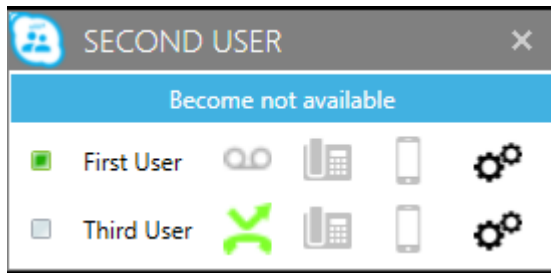 SECOND USER
Become not available
First User
Third User